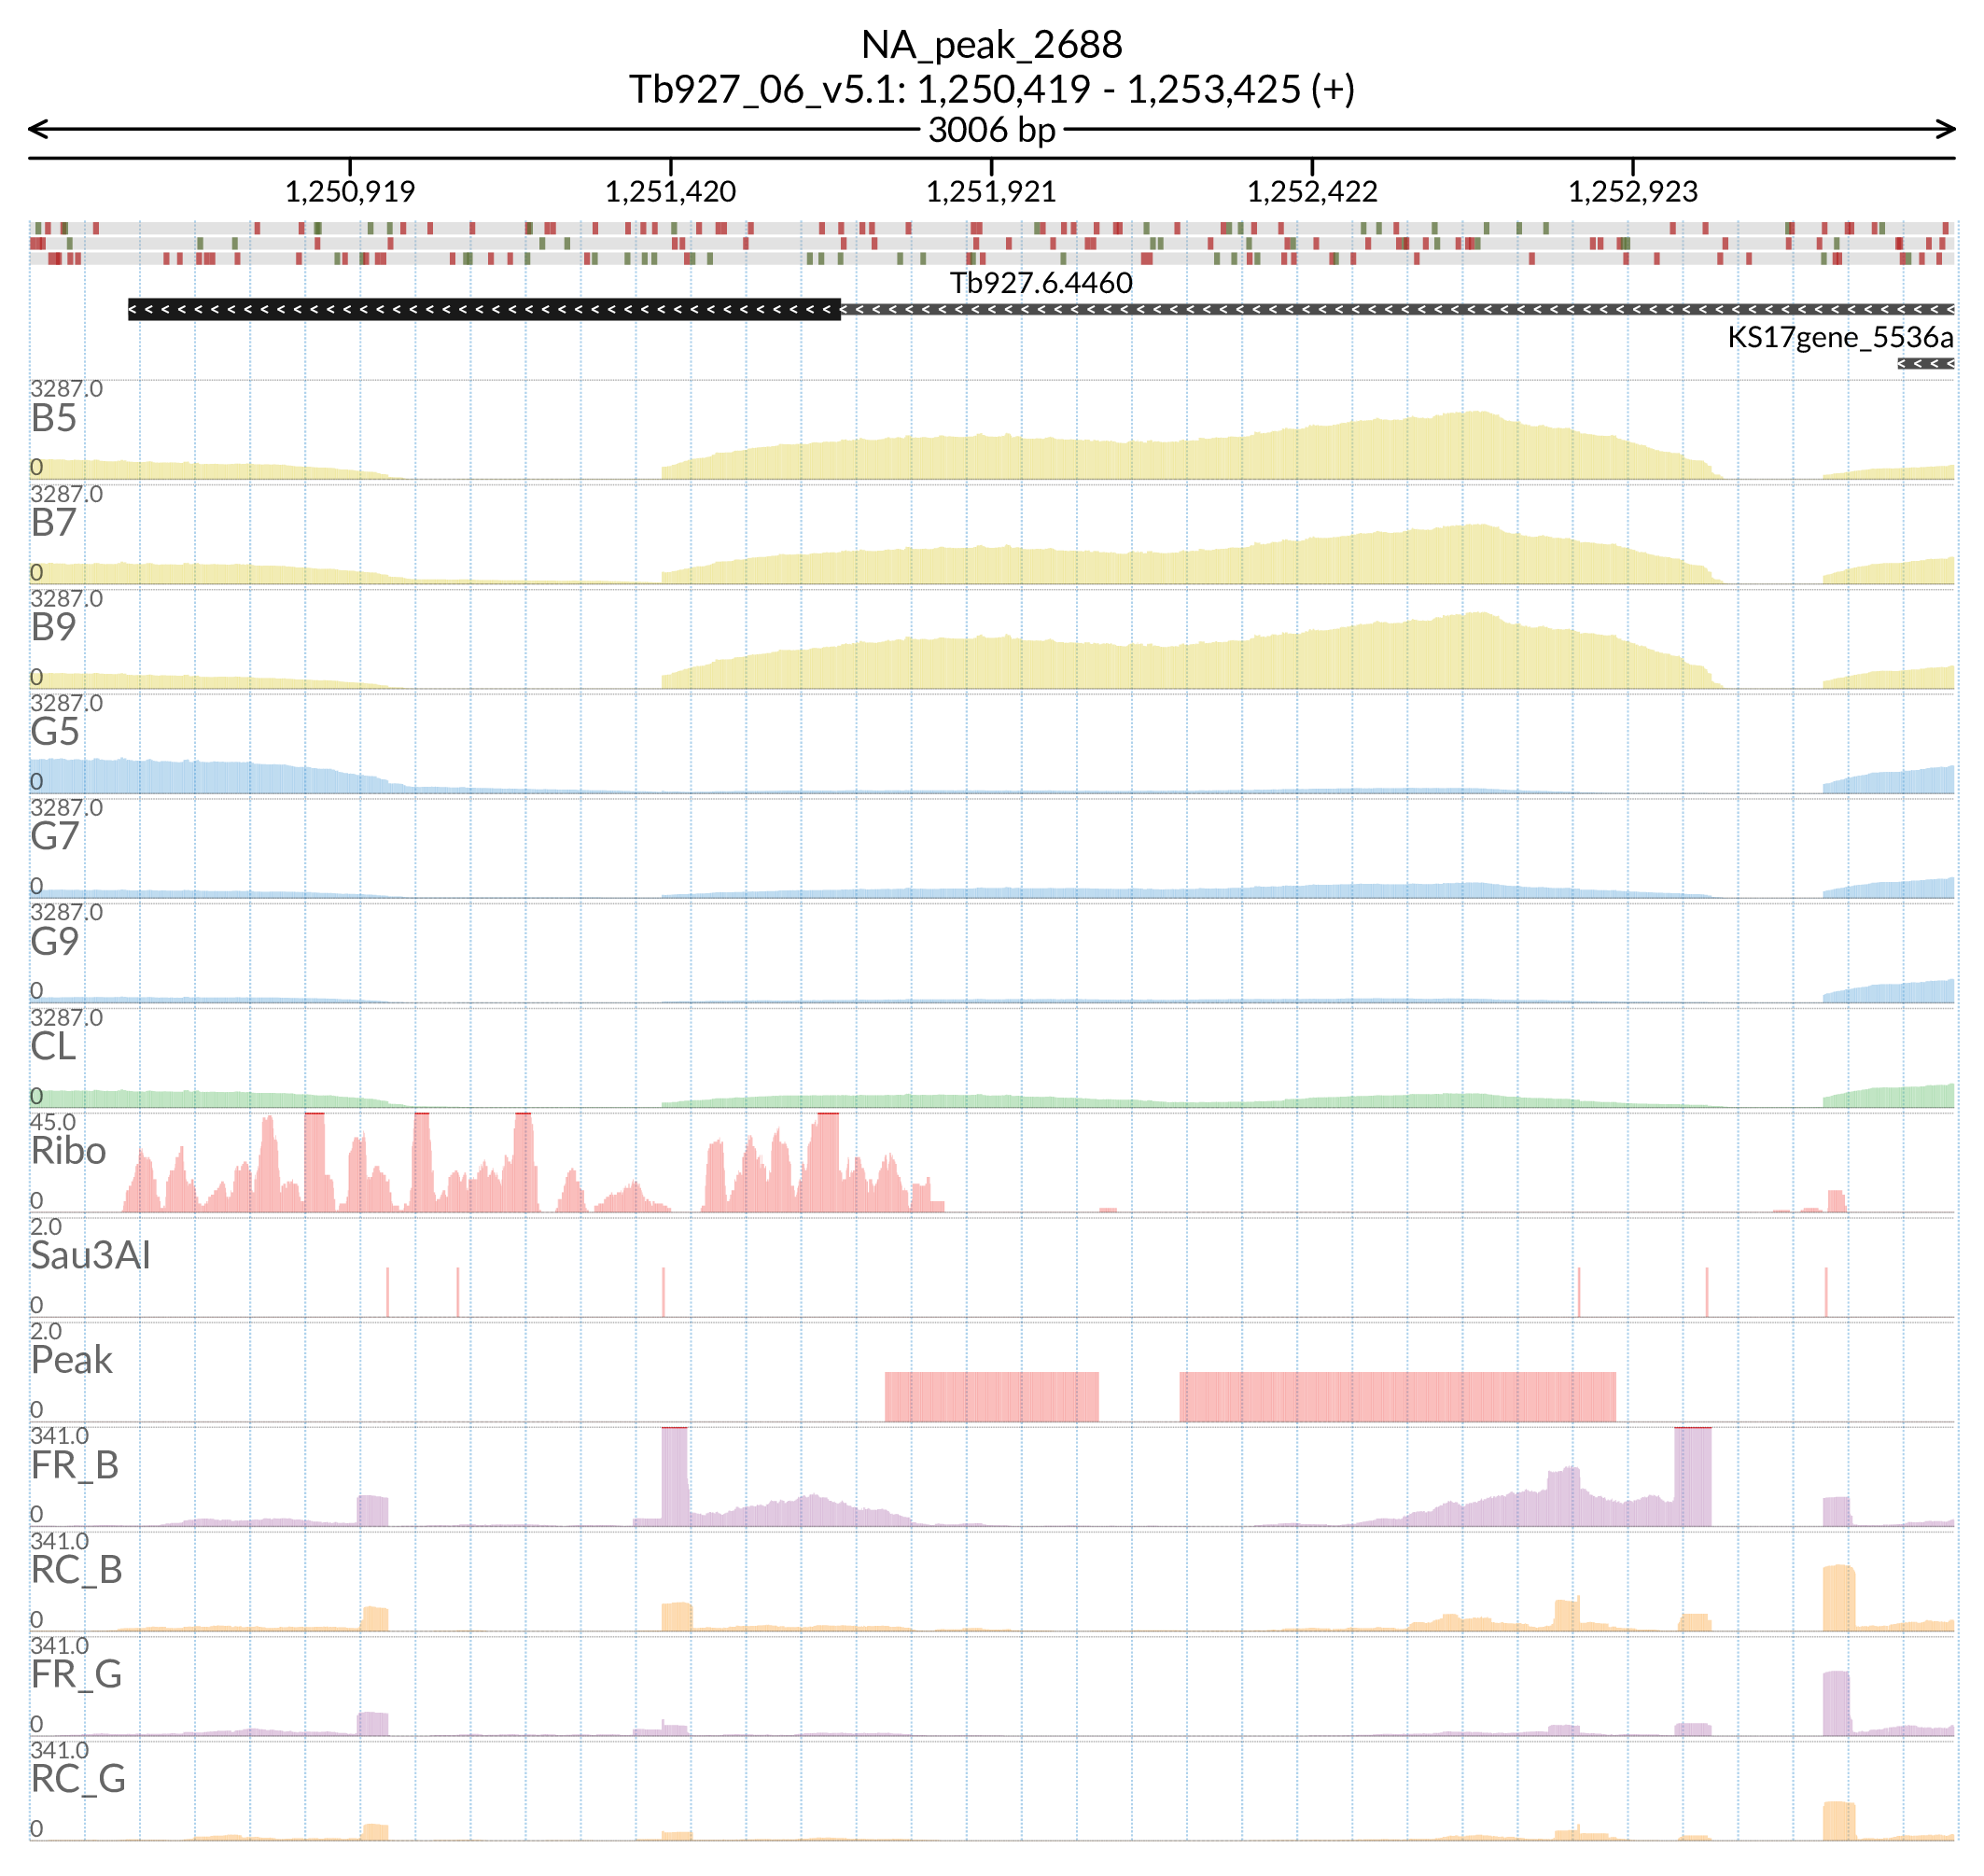 NA_peak_2688
Tb927_06_v5.1: 1,250,419 - 1,253,425 (+)
3006 bp
1,250,919 1,251,420 1,251,921 1,252,422 1,252,923
Tb927.6.4460
KS17gene_5536a
3287.0
B5
0
3287.0
B7
0
3287.0
B9
0
3287.0
G5
0
3287.0
G7
0
3287.0
G9
0
3287.0
CL
0
45.0
Ribo
0
2.0
Sau3AI
0
2.0
Peak
0
341.0
FR_B
0
341.0
RC_B
0
341.0
FR_G
0
341.0
RC_G
0